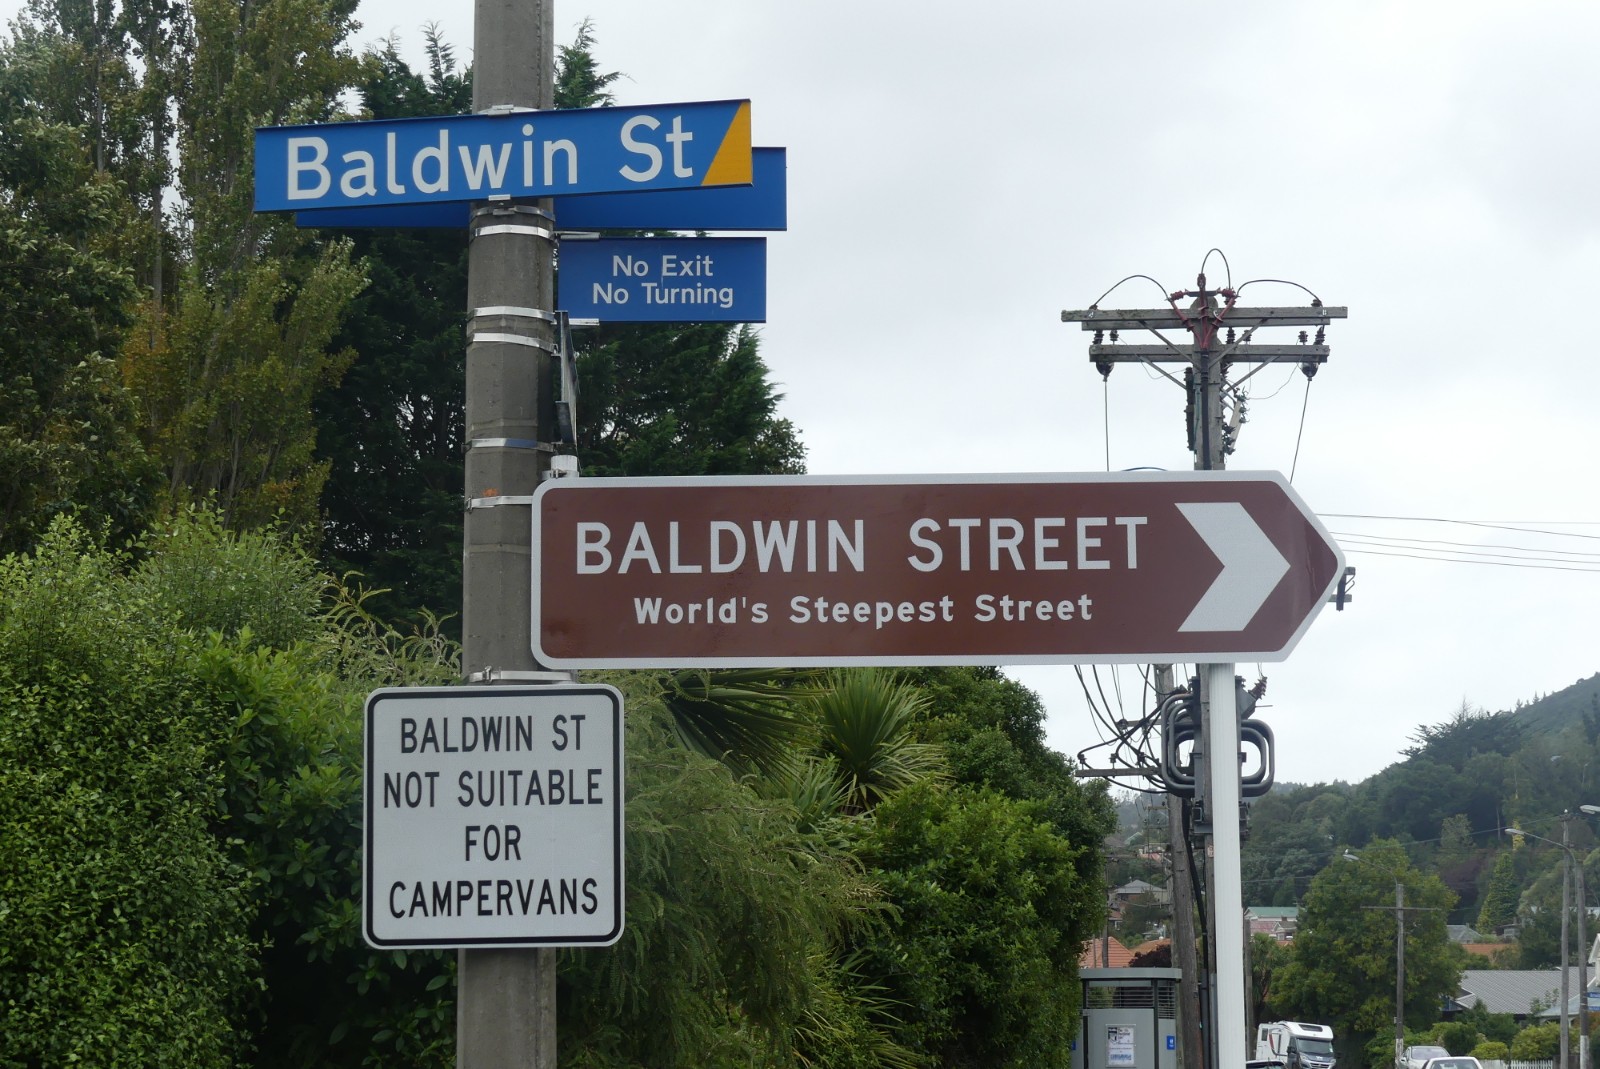 Baldwin St
No Exit
No Turning
BALDWIN STREET
World's Steepest Street
BALDWIN ST
NOT SUITABLE
FOR
CAMPERVANS